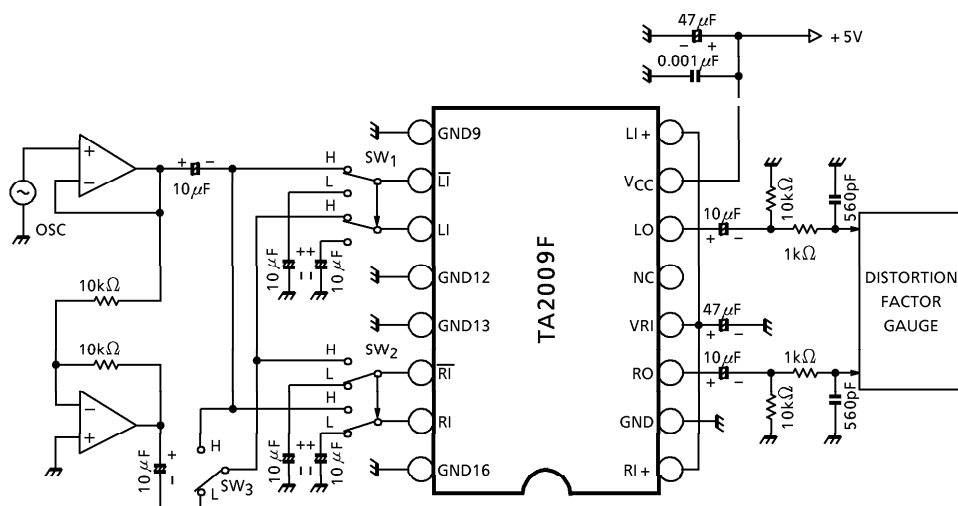 47μF
− +
+ 5V
0.001μF
GND9
LI+
H
SW1
+
−
+ −
10μF
L
L̅I̅
VCC
10kΩ
560pF
H
OSC
LI
LO
10μF
+ −
1kΩ
10μF
++
10μF
GND12
NC
DISTORTION
FACTOR
GAUGE
10kΩ
TA2009F
GND13
VRI
47μF
+ −
10kΩ
H
SW2
L
R̅I̅
RO
10μF
+ −
1kΩ
H
L
RI
GND
10kΩ
560pF
−
+
H
10μF
++
10μF
GND16
RI+
+
10μF
L
SW3